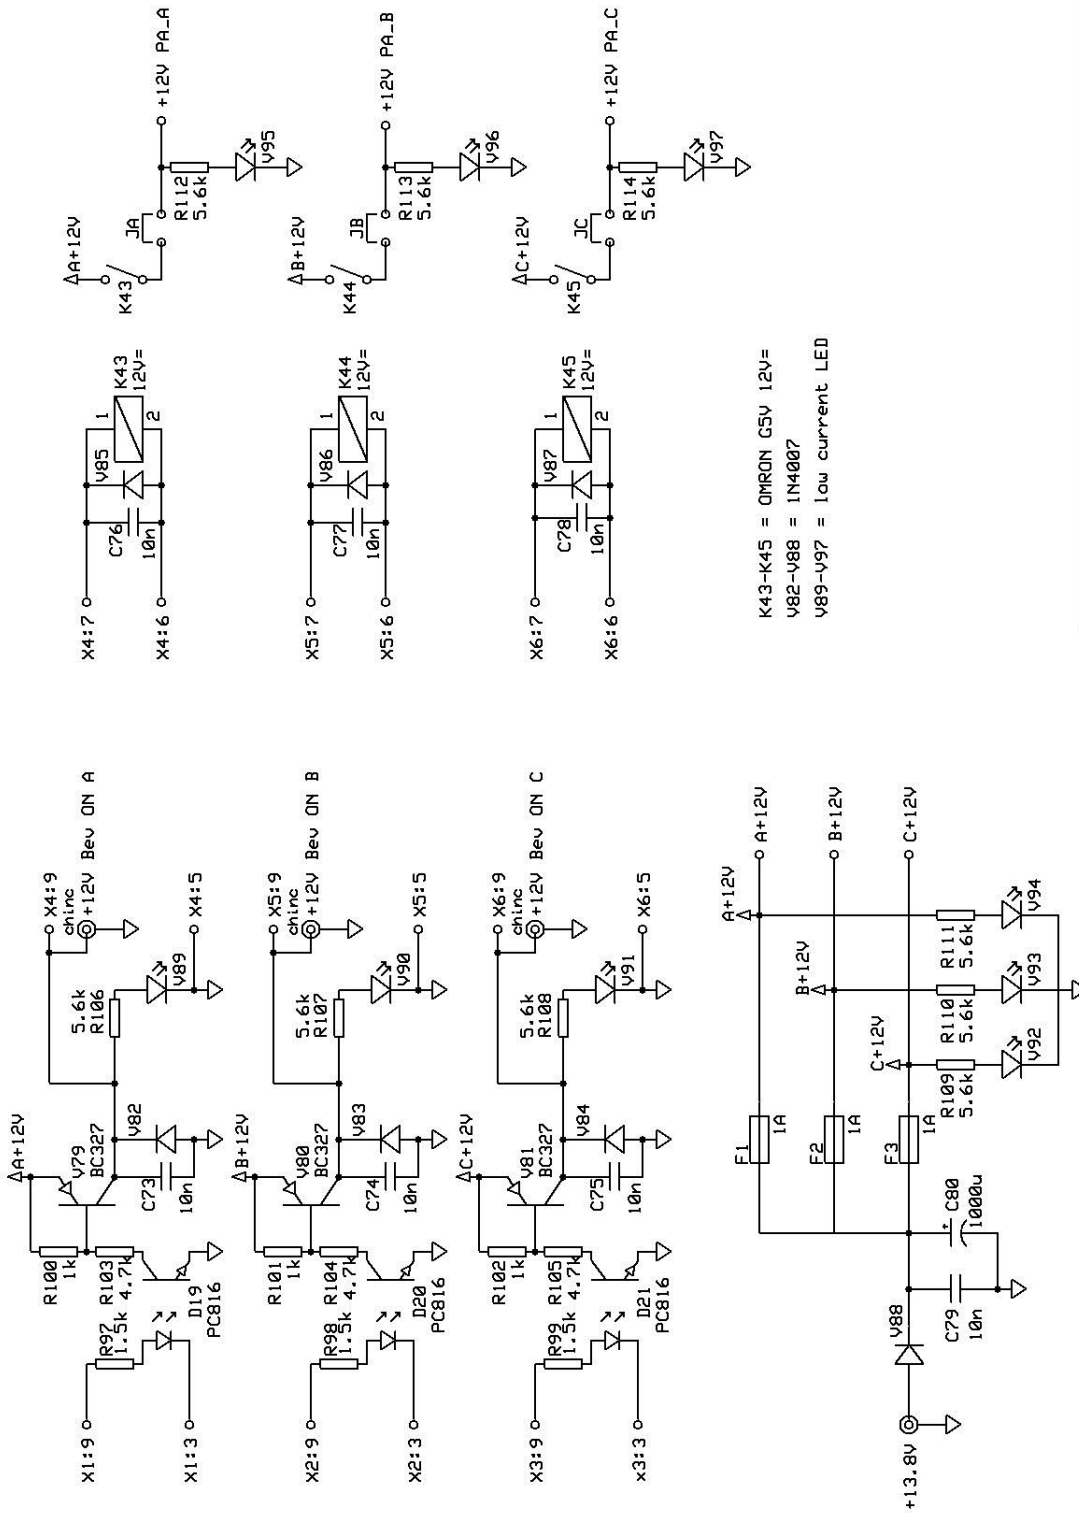 X1:9
X1:3
R97
1.5k
R100
1k
R103
4.7k
D19
PC816
A+12V
V79
BC327
C73
10n
V82
5.6k
R106
V89
X4:9
chinc
+12V Bev ON A
X4:5
X2:9
X2:3
R98
1.5k
R101
1k
R104
4.7k
D20
PC816
B+12V
V80
BC327
C74
10n
V83
5.6k
R107
V90
X5:9
chinc
+12V Bev ON B
X5:5
X3:9
x3:3
R99
1.5k
R102
1k
R105
4.7k
D21
PC816
C+12V
V81
BC327
C75
10n
V84
5.6k
R108
V91
X6:9
chinc
+12V Bev ON C
X6:5
+13.8V
V88
C79
10n
C80
+
1000u
F1
1A
F2
1A
F3
1A
C+12V
R109
5.6k
V92
B+12V
R110
5.6k
V93
A+12V
R111
5.6k
V94
A+12V
B+12V
C+12V
X4:7
X4:6
C76
10n
V85
1
2
K43
12V=
A+12V
K43
JA
R112
5.6k
V95
+12V PA_A
X5:7
X5:6
C77
10n
V86
1
2
K44
12V=
B+12V
K44
JB
R113
5.6k
V96
+12V PA_B
X6:7
X6:6
C78
10n
V87
1
2
K45
12V=
C+12V
K45
JC
R114
5.6k
V97
+12V PA_C
K43-K45 = OMRON G5V 12V=
V82-V88 = 1N4007
V89-V97 = low current LED